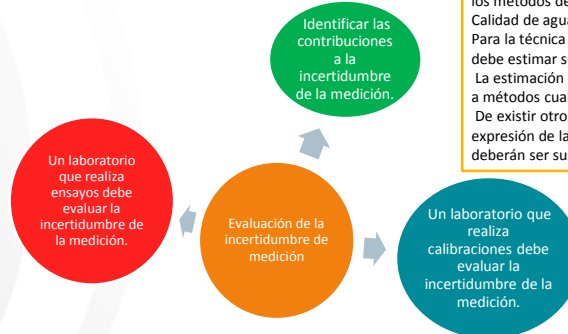 Identificar las
contribuciones
a la
incertidumbre
de la medición.
los métodos de
Calidad de agua
Para la técnica
debe estimar s
La estimación
a métodos cual
De existir otros
expresión de la
deberán ser sus
Un laboratorio
que realiza
ensayos debe
evaluar la
incertidumbre de
la medición.
Evaluación de la
incertidumbre de
medición
Un laboratorio que
realiza
calibraciones debe
evaluar la
incertidumbre de la
medición.